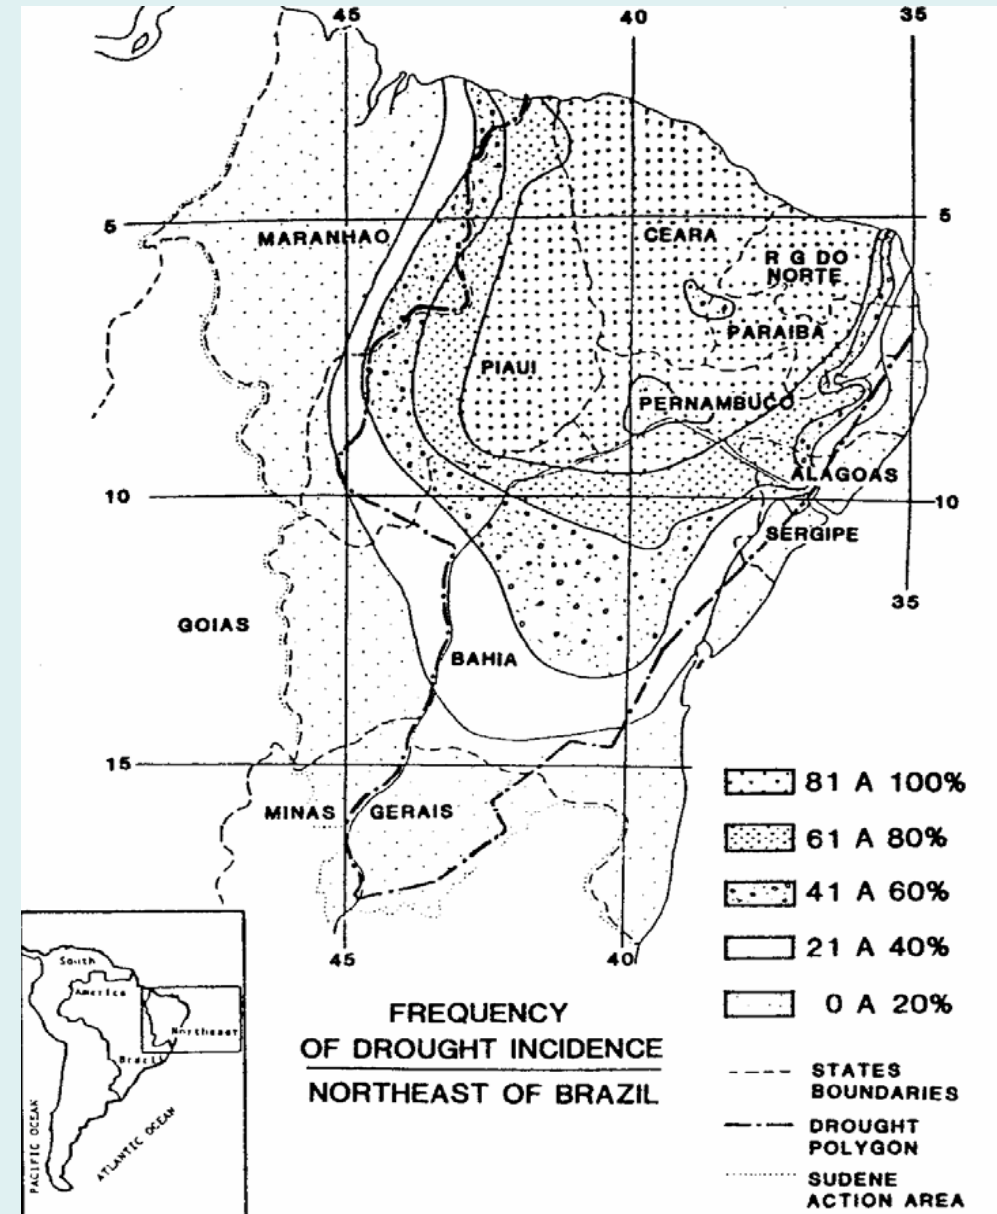 45
40
35
5
MARANHAO
CEARA
5
R G DO
NORTE
PARAIBA
PIAUI
PERNAMBUCO
ALAGOAS
10
10
SERGIPE
35
GOIAS
BAHIA
15
MINAS GERAIS
45
40
81 A 100%
61 A 80%
41 A 60%
21 A 40%
0 A 20%
FREQUENCY
OF DROUGHT INCIDENCE
NORTHEAST OF BRAZIL
STATES
BOUNDARIES
DROUGHT
POLYGON
SUDENE
ACTION AREA
South
America
Northeast
Brazil
PACIFIC OCEAN
ATLANTIC OCEAN